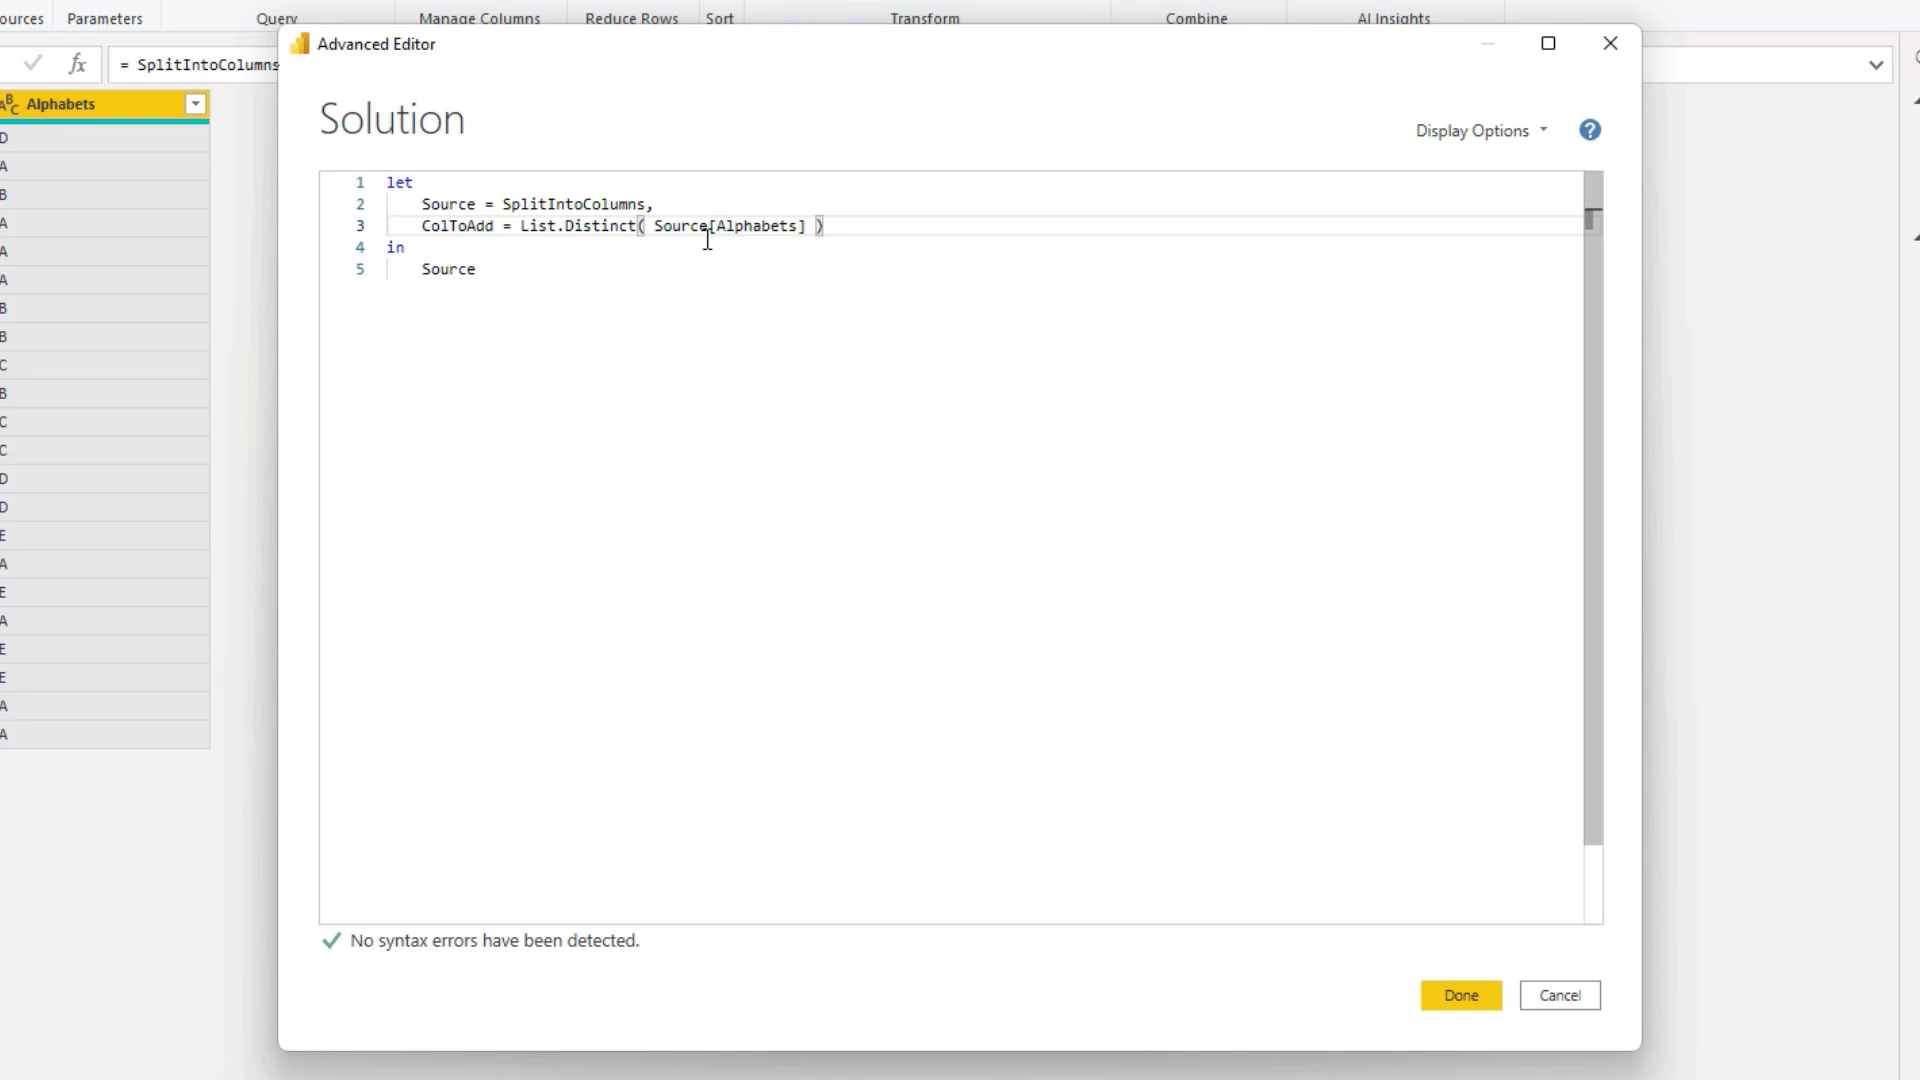 ources Parameters Query Manage Columns Reduce Rows Sort Transform Combine AI Insights
Advanced Editor
fx = SplitIntoColumns
ABC Alphabets
Solution
Display Options
?
1 let
2 Source = SplitIntoColumns,
3 ColToAdd = List.Distinct( Source[Alphabets] )
4 in
5 Source
D
A
B
A
A
A
B
B
C
B
C
C
D
D
E
A
E
A
E
E
A
A
No syntax errors have been detected.
Done Cancel